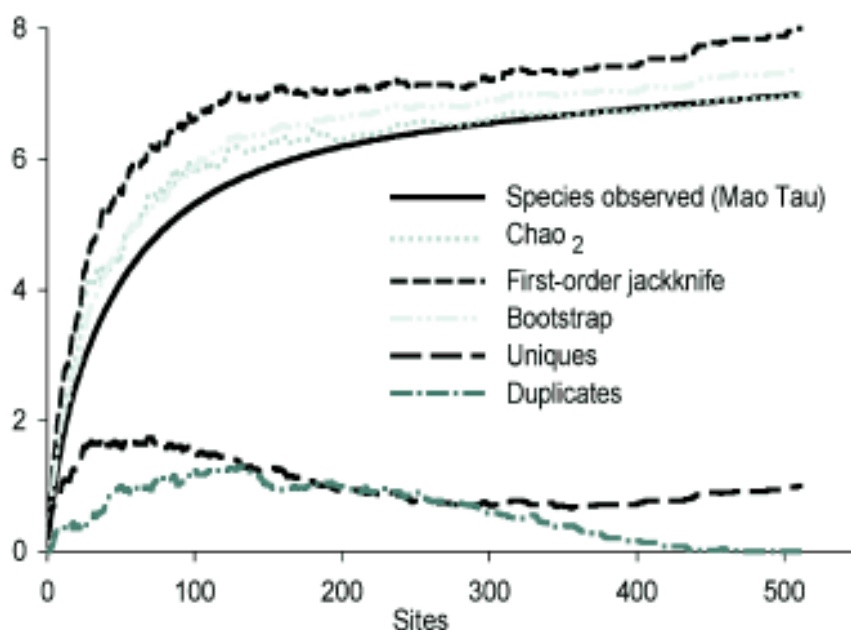 8
6
4
2
0
Species observed (Mao Tau)
Chao 2
First-order jackknife
Bootstrap
Uniques
Duplicates
0 100 200 300 400 500
Sites